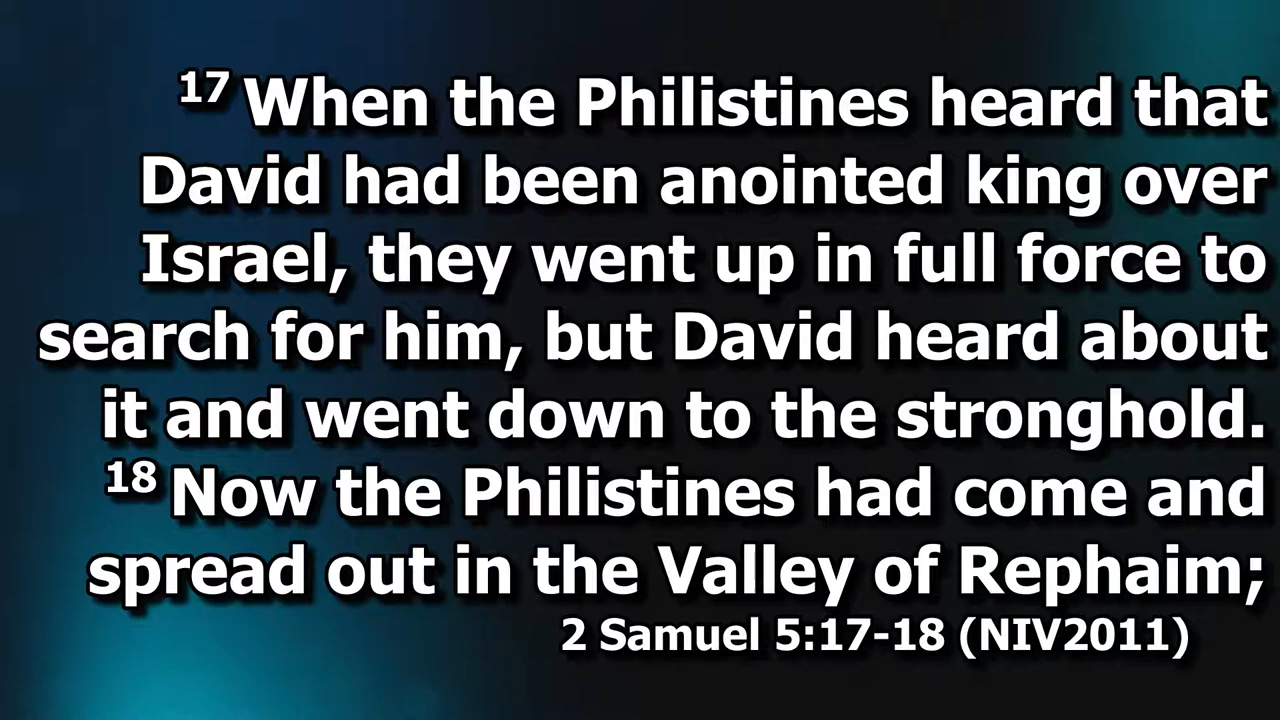 17 When the Philistines heard that
David had been anointed king over
Israel, they went up in full force to
search for him, but David heard about
it and went down to the stronghold.
18 Now the Philistines had come and
spread out in the Valley of Rephaim;
2 Samuel 5:17-18 (NIV2011)